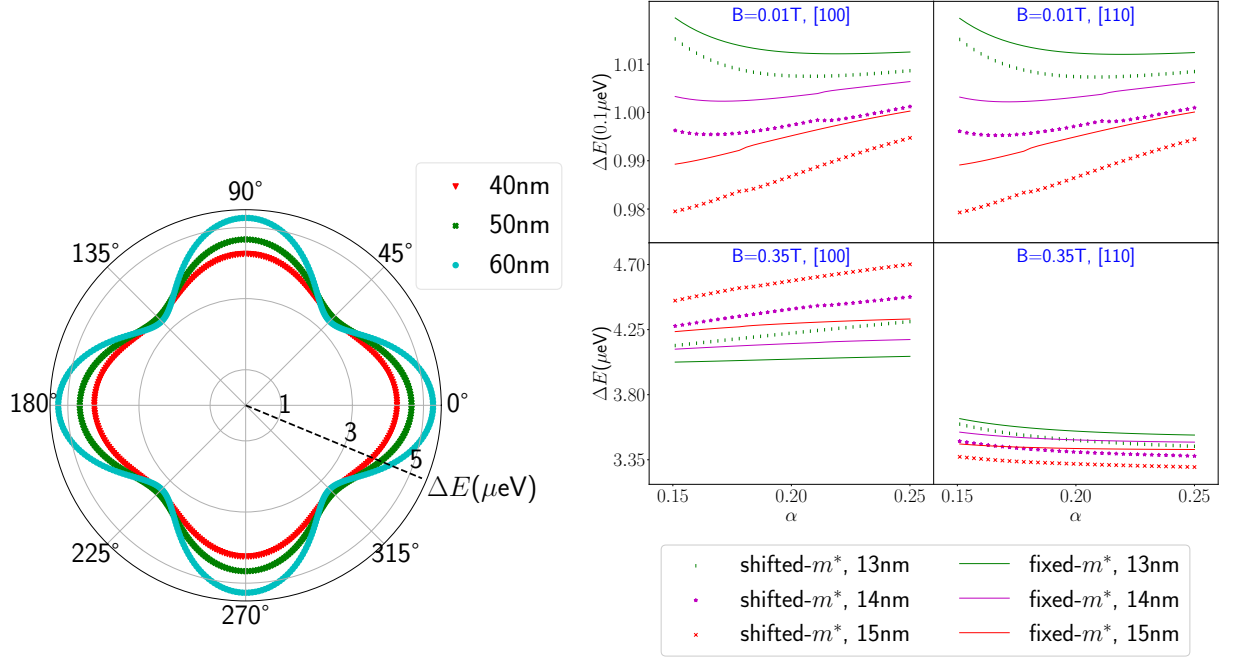 40nm
50nm
60nm
90°
135°
45°
180°
0°
1
3
5
ΔE(μeV)
225°
315°
270°
B=0.01T, [100]
B=0.01T, [110]
1.01
1.00
0.99
0.98
ΔE(0.1μeV)
B=0.35T, [100]
B=0.35T, [110]
4.70
4.25
3.80
3.35
ΔE(μeV)
0.15
0.20
0.25
0.15
0.20
0.25
α
α
shifted-m*, 13nm
fixed-m*, 13nm
shifted-m*, 14nm
fixed-m*, 14nm
shifted-m*, 15nm
fixed-m*, 15nm